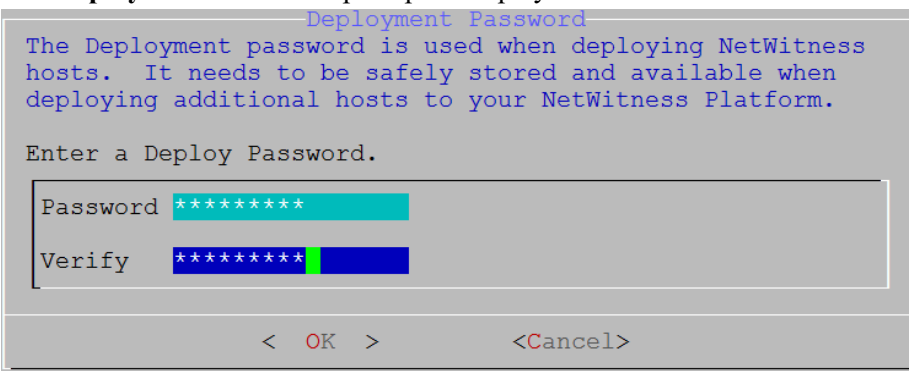 Deployment Password
The Deployment password is used when deploying NetWitness
hosts.  It needs to be safely stored and available when
deploying additional hosts to your NetWitness Platform.
Enter a Deploy Password.
Password *********
Verify *********
<  OK  > <Cancel>